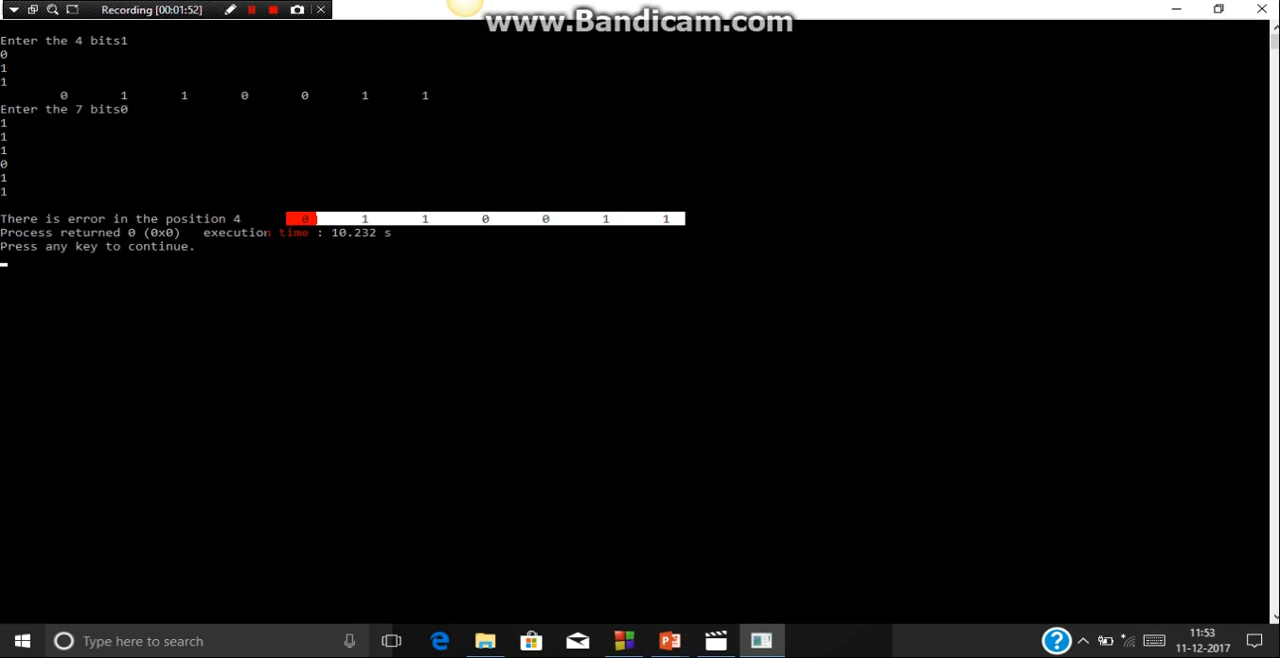 Recording [00:01:52]
www.Bandicam.com
Enter the 4 bits1
0
1
1
0 1 1 0 0 1 1
Enter the 7 bits0
1
1
1
0
1
1
There is error in the position 4 0 1 1 0 0 1 1
Process returned 0 (0x0) execution time : 10.232 s
Press any key to continue.
Type here to search
11:53
11-12-2017